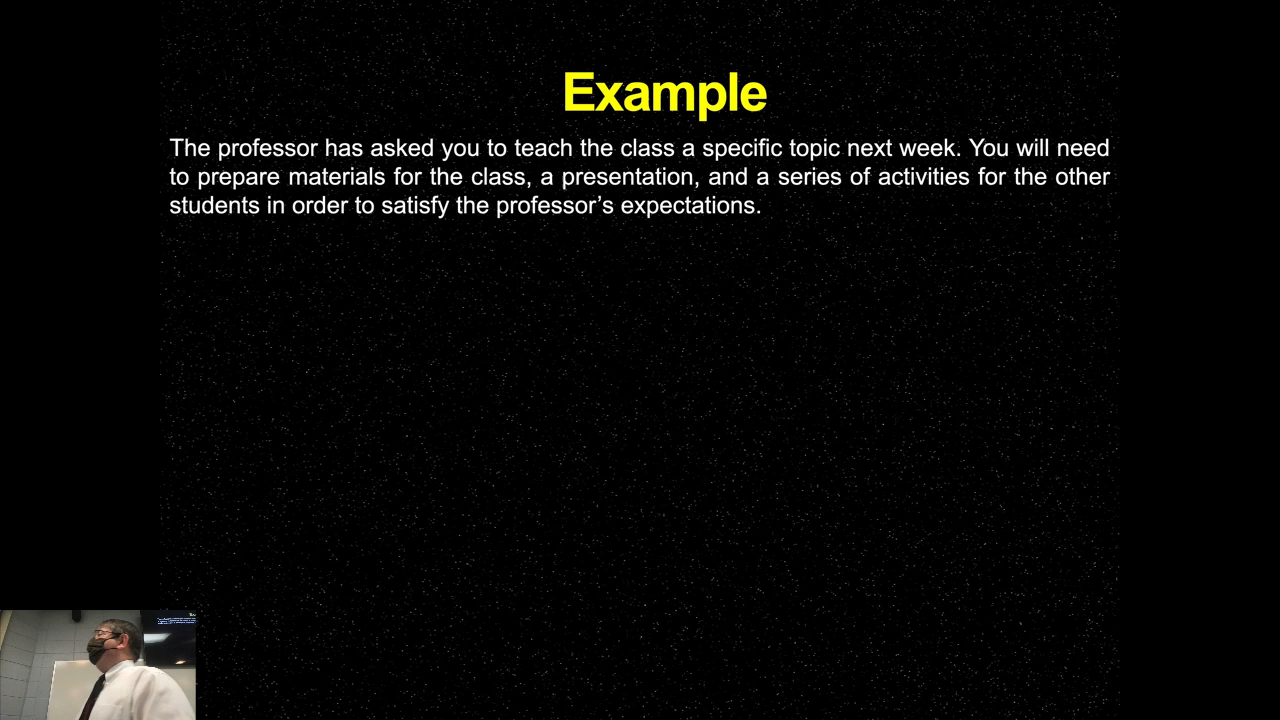 Example
The professor has asked you to teach the class a specific topic next week. You will need
to prepare materials for the class, a presentation, and a series of activities for the other
students in order to satisfy the professor’s expectations.